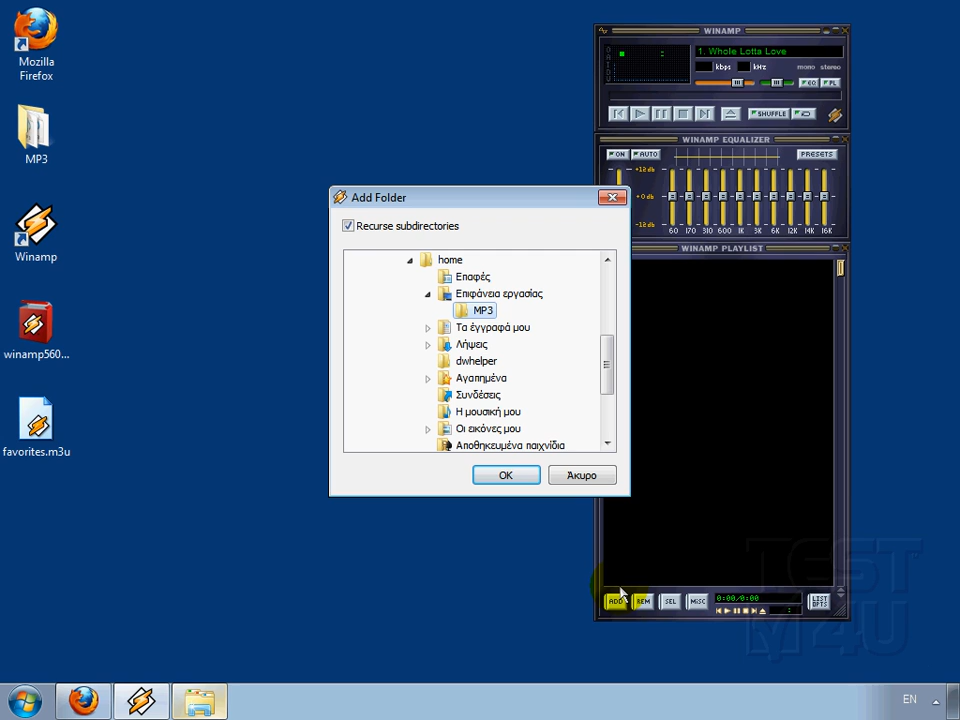 Mozilla
Firefox
MP3
Winamp
winamp560...
favorites.m3u
WINAMP
1. Whole Lotta Love
kbps
kHz
mono
stereo
EQ
PL
SHUFFLE
WINAMP EQUALIZER
ON
AUTO
PRESETS
+12 db
+0 db
-12 db
60 170 310 600 1K 3K 6K 12K 14K 16K
WINAMP PLAYLIST
Add Folder
Recurse subdirectories
home
Επαφές
Επιφάνεια εργασίας
MP3
Τα έγγραφά μου
Λήψεις
dwhelper
Αγαπημένα
Συνδέσεις
Η μουσική μου
Οι εικόνες μου
Αποθηκευμένα παιχνίδια
OK
Άκυρο
ADD
REM
SEL
MISC
0:00/0:00
:
LIST
OPTS
TEST
M4U
EN